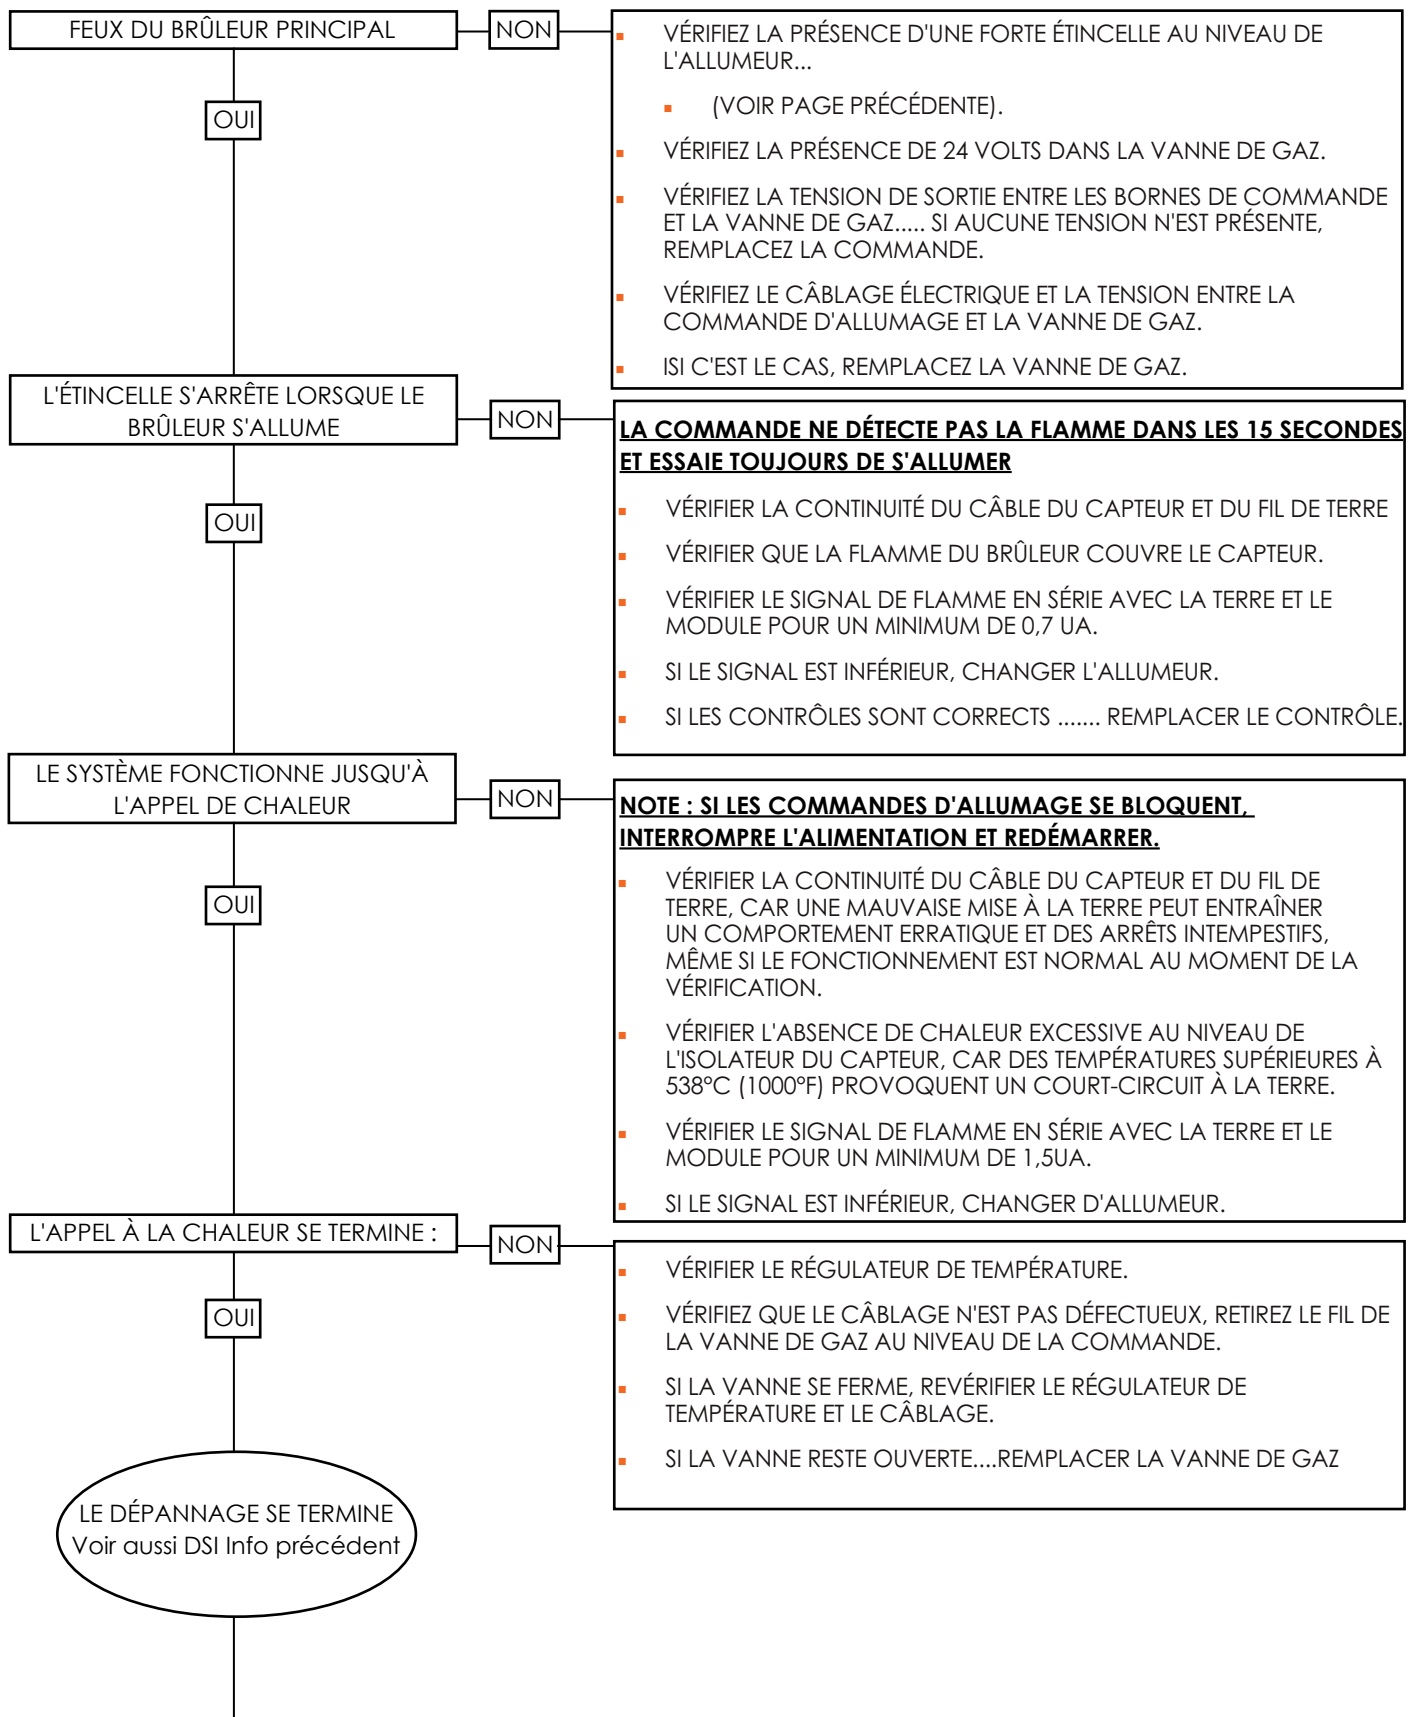 FEUX DU BRÛLEUR PRINCIPAL
NON
▪ VÉRIFIEZ LA PRÉSENCE D'UNE FORTE ÉTINCELLE AU NIVEAU DE
L'ALLUMEUR...
▪ (VOIR PAGE PRÉCÉDENTE).
▪ VÉRIFIEZ LA PRÉSENCE DE 24 VOLTS DANS LA VANNE DE GAZ.
▪ VÉRIFIEZ LA TENSION DE SORTIE ENTRE LES BORNES DE COMMANDE
ET LA VANNE DE GAZ..... SI AUCUNE TENSION N'EST PRÉSENTE,
REMPLACEZ LA COMMANDE.
▪ VÉRIFIEZ LE CÂBLAGE ÉLECTRIQUE ET LA TENSION ENTRE LA
COMMANDE D'ALLUMAGE ET LA VANNE DE GAZ.
▪ ISI C'EST LE CAS, REMPLACEZ LA VANNE DE GAZ.
OUI
L'ÉTINCELLE S'ARRÊTE LORSQUE LE
BRÛLEUR S'ALLUME
NON
LA COMMANDE NE DÉTECTE PAS LA FLAMME DANS LES 15 SECONDES
ET ESSAIE TOUJOURS DE S'ALLUMER
▪ VÉRIFIER LA CONTINUITÉ DU CÂBLE DU CAPTEUR ET DU FIL DE TERRE
▪ VÉRIFIER QUE LA FLAMME DU BRÛLEUR COUVRE LE CAPTEUR.
▪ VÉRIFIER LE SIGNAL DE FLAMME EN SÉRIE AVEC LA TERRE ET LE
MODULE POUR UN MINIMUM DE 0,7 UA.
▪ SI LE SIGNAL EST INFÉRIEUR, CHANGER L'ALLUMEUR.
▪ SI LES CONTRÔLES SONT CORRECTS ....... REMPLACER LE CONTRÔLE.
OUI
LE SYSTÈME FONCTIONNE JUSQU'À
L'APPEL DE CHALEUR
NON
NOTE : SI LES COMMANDES D'ALLUMAGE SE BLOQUENT,
INTERROMPRE L'ALIMENTATION ET REDÉMARRER.
▪ VÉRIFIER LA CONTINUITÉ DU CÂBLE DU CAPTEUR ET DU FIL DE
TERRE, CAR UNE MAUVAISE MISE À LA TERRE PEUT ENTRAÎNER
UN COMPORTEMENT ERRATIQUE ET DES ARRÊTS INTEMPESTIFS,
MÊME SI LE FONCTIONNEMENT EST NORMAL AU MOMENT DE LA
VÉRIFICATION.
▪ VÉRIFIER L'ABSENCE DE CHALEUR EXCESSIVE AU NIVEAU DE
L'ISOLATEUR DU CAPTEUR, CAR DES TEMPÉRATURES SUPÉRIEURES À
538°C (1000°F) PROVOQUENT UN COURT-CIRCUIT À LA TERRE.
▪ VÉRIFIER LE SIGNAL DE FLAMME EN SÉRIE AVEC LA TERRE ET LE
MODULE POUR UN MINIMUM DE 1,5UA.
▪ SI LE SIGNAL EST INFÉRIEUR, CHANGER D'ALLUMEUR.
OUI
L'APPEL À LA CHALEUR SE TERMINE :
NON
▪ VÉRIFIER LE RÉGULATEUR DE TEMPÉRATURE.
▪ VÉRIFIEZ QUE LE CÂBLAGE N'EST PAS DÉFECTUEUX, RETIREZ LE FIL DE
LA VANNE DE GAZ AU NIVEAU DE LA COMMANDE.
▪ SI LA VANNE SE FERME, REVÉRIFIER LE RÉGULATEUR DE
TEMPÉRATURE ET LE CÂBLAGE.
▪ SI LA VANNE RESTE OUVERTE....REMPLACER LA VANNE DE GAZ
OUI
LE DÉPANNAGE SE TERMINE
Voir aussi DSI Info précédent